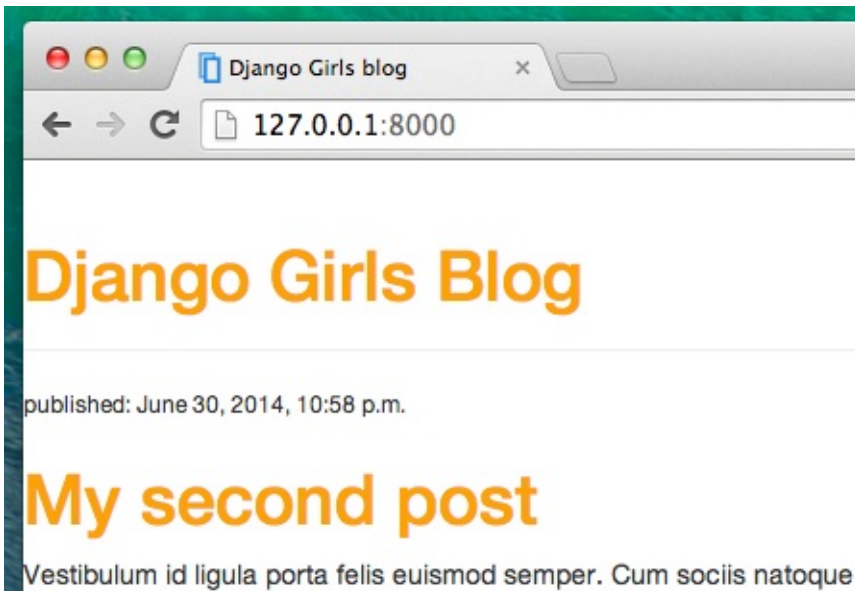 Django Girls blog
127.0.0.1:8000
Django Girls Blog
published: June 30, 2014, 10:58 p.m.
My second post
Vestibulum id ligula porta felis euismod semper. Cum sociis natoque